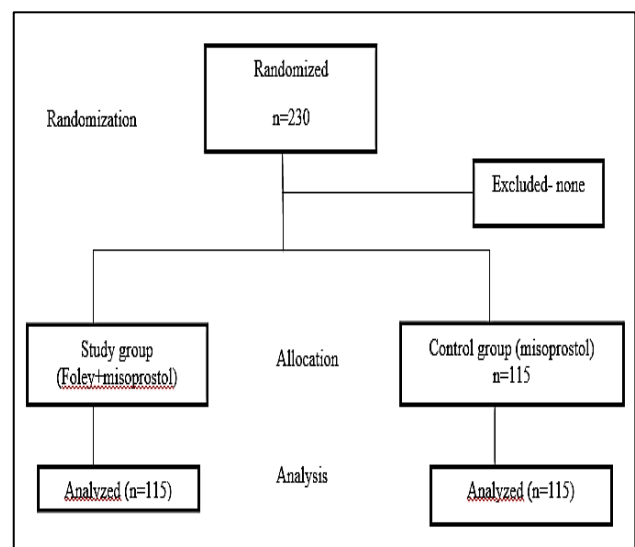 Randomized
n=230
Randomization
Excluded- none
Study group
(Foley+misoprostol)
Allocation
Control group (misoprostol)
n=115
Analyzed (n=115)
Analysis
Analyzed (n=115)